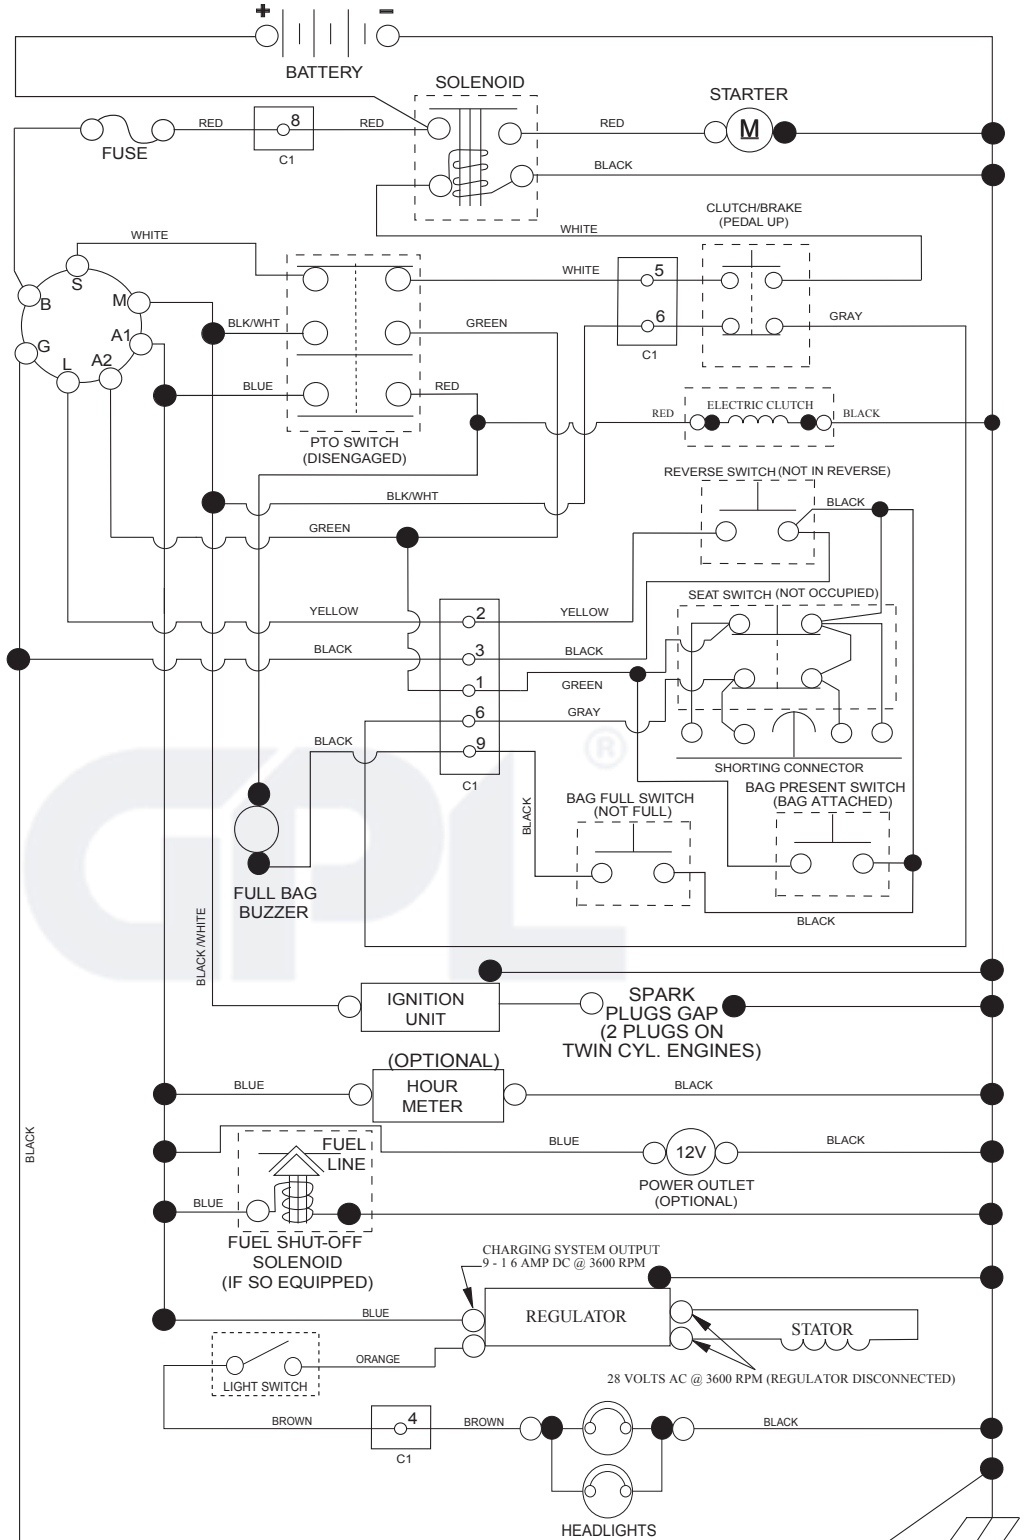 + −
BATTERY
SOLENOID
STARTER
RED
8
RED
RED
M
FUSE
C1
BLACK
CLUTCH/BRAKE
(PEDAL UP)
WHITE
WHITE
S
WHITE
5
B
M
BLK/WHT
GREEN
6
GRAY
A1
G
C1
L
A2
BLUE
RED
RED
ELECTRIC CLUTCH
BLACK
PTO SWITCH
(DISENGAGED)
REVERSE SWITCH (NOT IN REVERSE)
BLK/WHT
BLACK
GREEN
SEAT SWITCH (NOT OCCUPIED)
YELLOW
2
YELLOW
BLACK
3
BLACK
1
GREEN
6
GRAY
BLACK
9
®
SHORTING CONNECTOR
C1
BAG PRESENT SWITCH
(BAG ATTACHED)
BAG FULL SWITCH
(NOT FULL)
BLACK
GPL
FULL BAG
BUZZER
BLACK
BLACK /WHITE
IGNITION
UNIT
SPARK
PLUGS GAP
(2 PLUGS ON
TWIN CYL. ENGINES)
(OPTIONAL)
BLUE
HOUR
METER
BLACK
BLACK
FUEL
LINE
BLUE
12V
BLACK
POWER OUTLET
(OPTIONAL)
BLUE
FUEL SHUT-OFF
SOLENOID
(IF SO EQUIPPED)
CHARGING SYSTEM OUTPUT
9 - 1 6 AMP DC @ 3600 RPM
BLUE
REGULATOR
STATOR
ORANGE
LIGHT SWITCH
28 VOLTS AC @ 3600 RPM (REGULATOR DISCONNECTED)
BROWN
4
BROWN
BLACK
C1
HEADLIGHTS